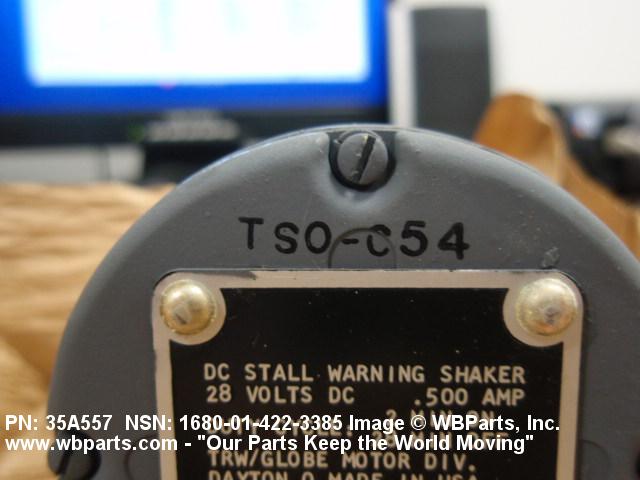 TSO-C54
DC STALL WARNING SHAKER
28 VOLTS DC .500 AMP
PN: 35A557 NSN: 1680-01-422-3385 Image © WBParts, Inc.
www.wbparts.com - "Our Parts Keep the World Moving"
TRW/GLOBE MOTOR DIV.
DAYTON O MADE IN USA